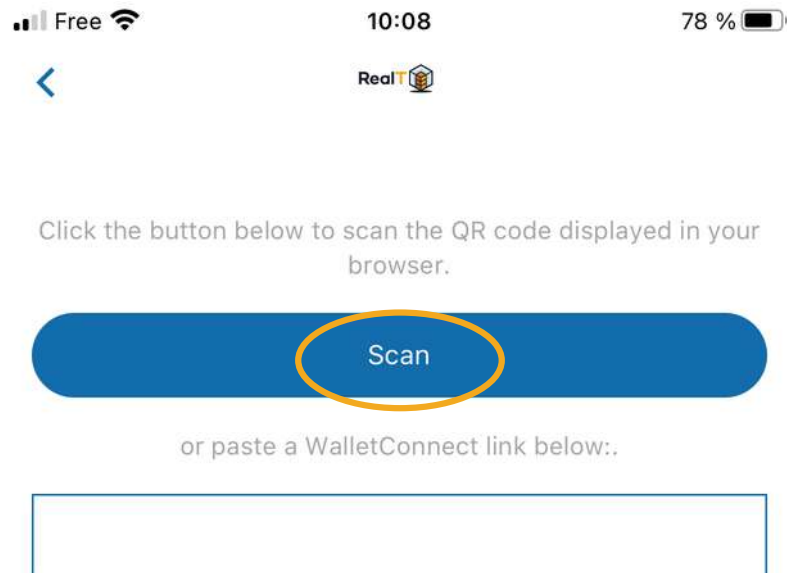 Free 10:08 78 %
RealT
Click the button below to scan the QR code displayed in your
browser.
Scan
or paste a WalletConnect link below:.